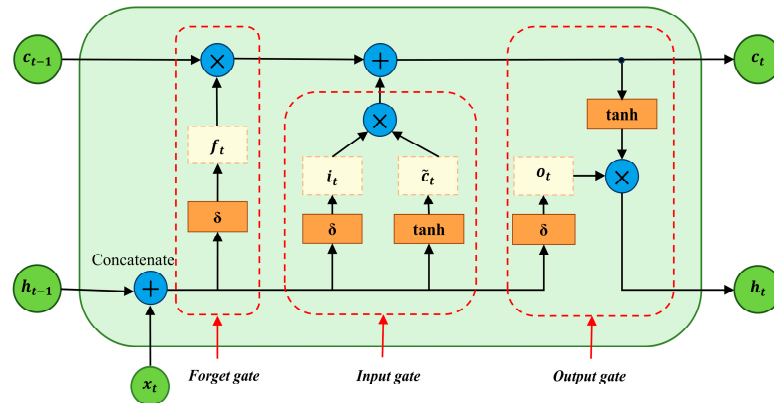 c_{t-1}
×
+
c_t
tanh
×
f_t
i_t
c̃_t
o_t
×
δ
δ
tanh
δ
Concatenate
h_{t-1}
+
h_t
x_t
Forget gate
Input gate
Output gate